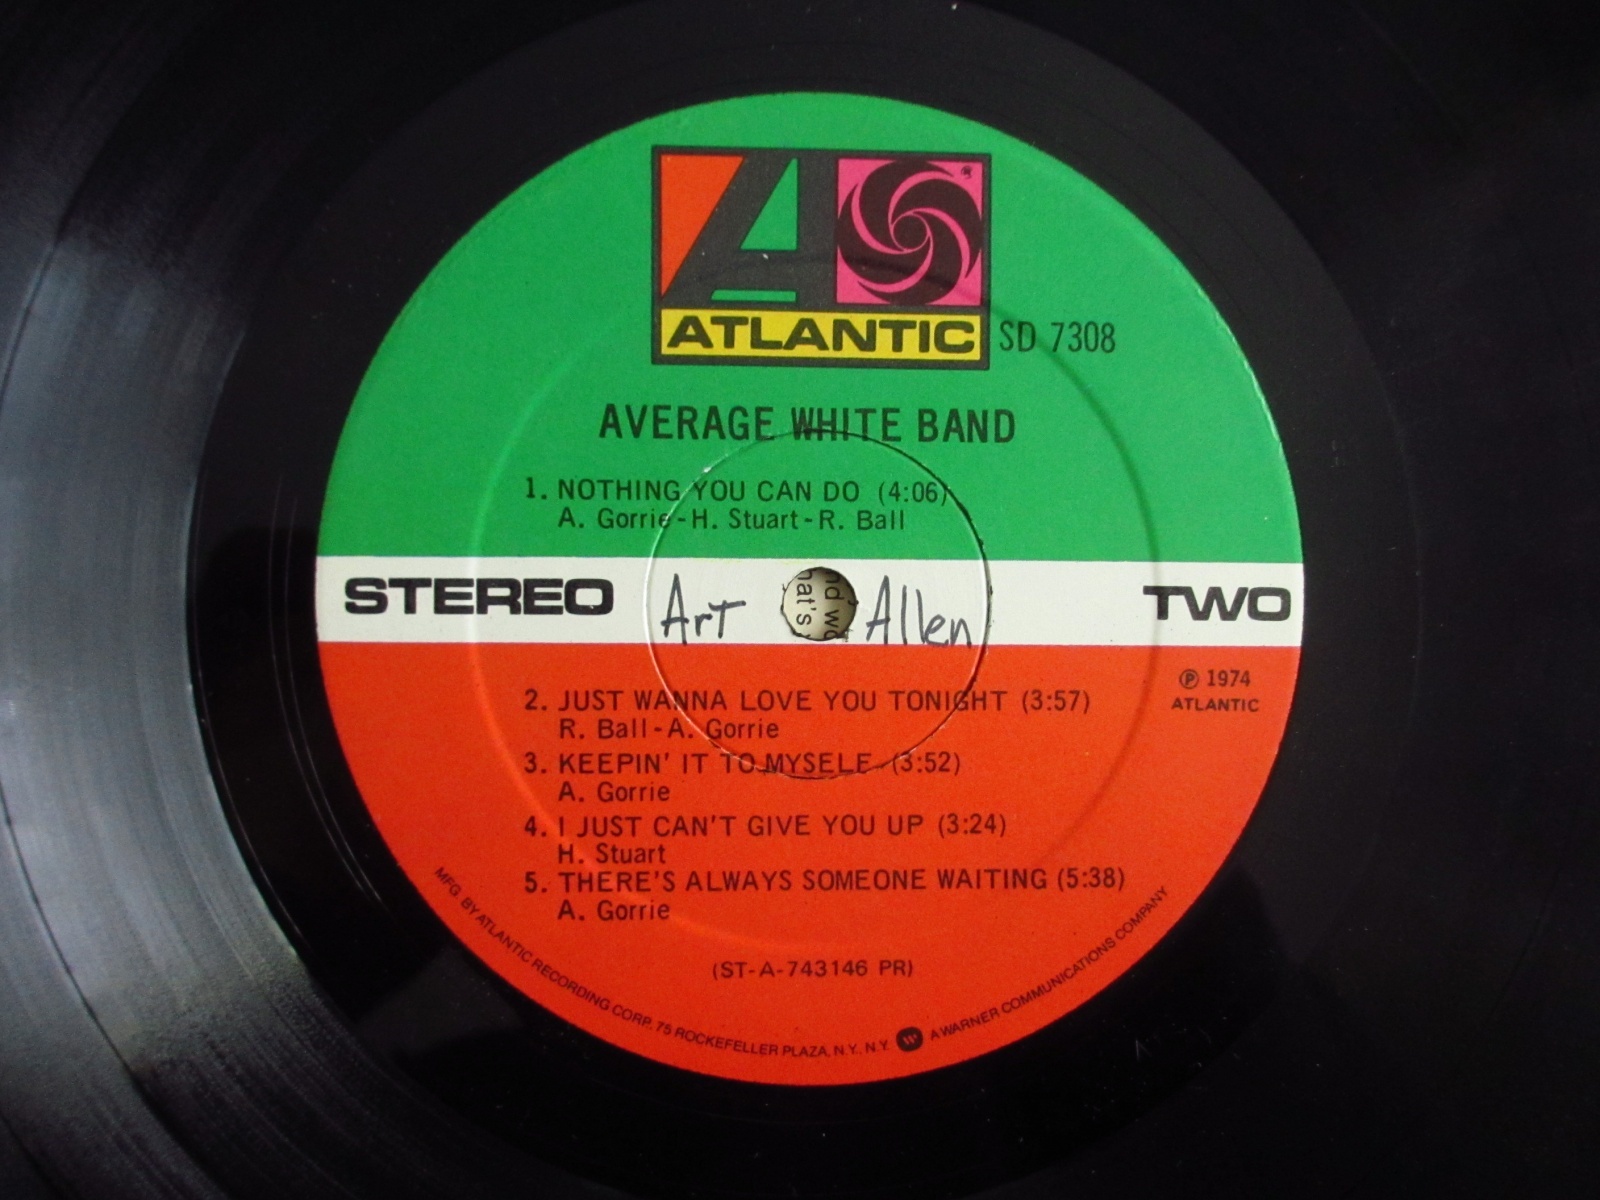 ATLANTIC ®
SD 7308
AVERAGE WHITE BAND
1. NOTHING YOU CAN DO (4:06)
A. Gorrie-H. Stuart-R. Ball
STEREO Art Allen TWO
nd wo
hat's
2. JUST WANNA LOVE YOU TONIGHT (3:57)
R. Ball-A. Gorrie
℗ 1974
ATLANTIC
3. KEEPIN' IT TO MYSELF (3:52)
A. Gorrie
4. I JUST CAN'T GIVE YOU UP (3:24)
H. Stuart
5. THERE'S ALWAYS SOMEONE WAITING (5:38)
A. Gorrie
(ST-A-743146 PR)
MFG. BY ATLANTIC RECORDING CORP., 75 ROCKEFELLER PLAZA, N.Y., N.Y. A WARNER COMMUNICATIONS COMPANY